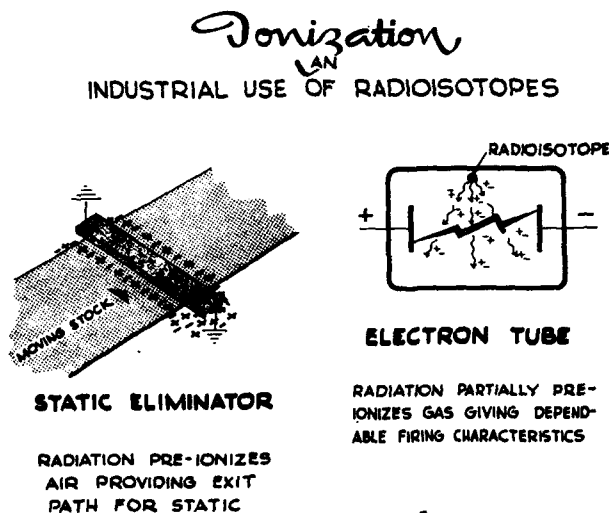 Ionization
AN
INDUSTRIAL USE OF RADIOISOTOPES
RADIOISOTOPE
+ −
MOVING STOCK
ELECTRON TUBE
RADIATION PARTIALLY PRE-
IONIZES GAS GIVING DEPEND-
ABLE FIRING CHARACTERISTICS
STATIC ELIMINATOR
RADIATION PRE-IONIZES
AIR PROVIDING EXIT
PATH FOR STATIC